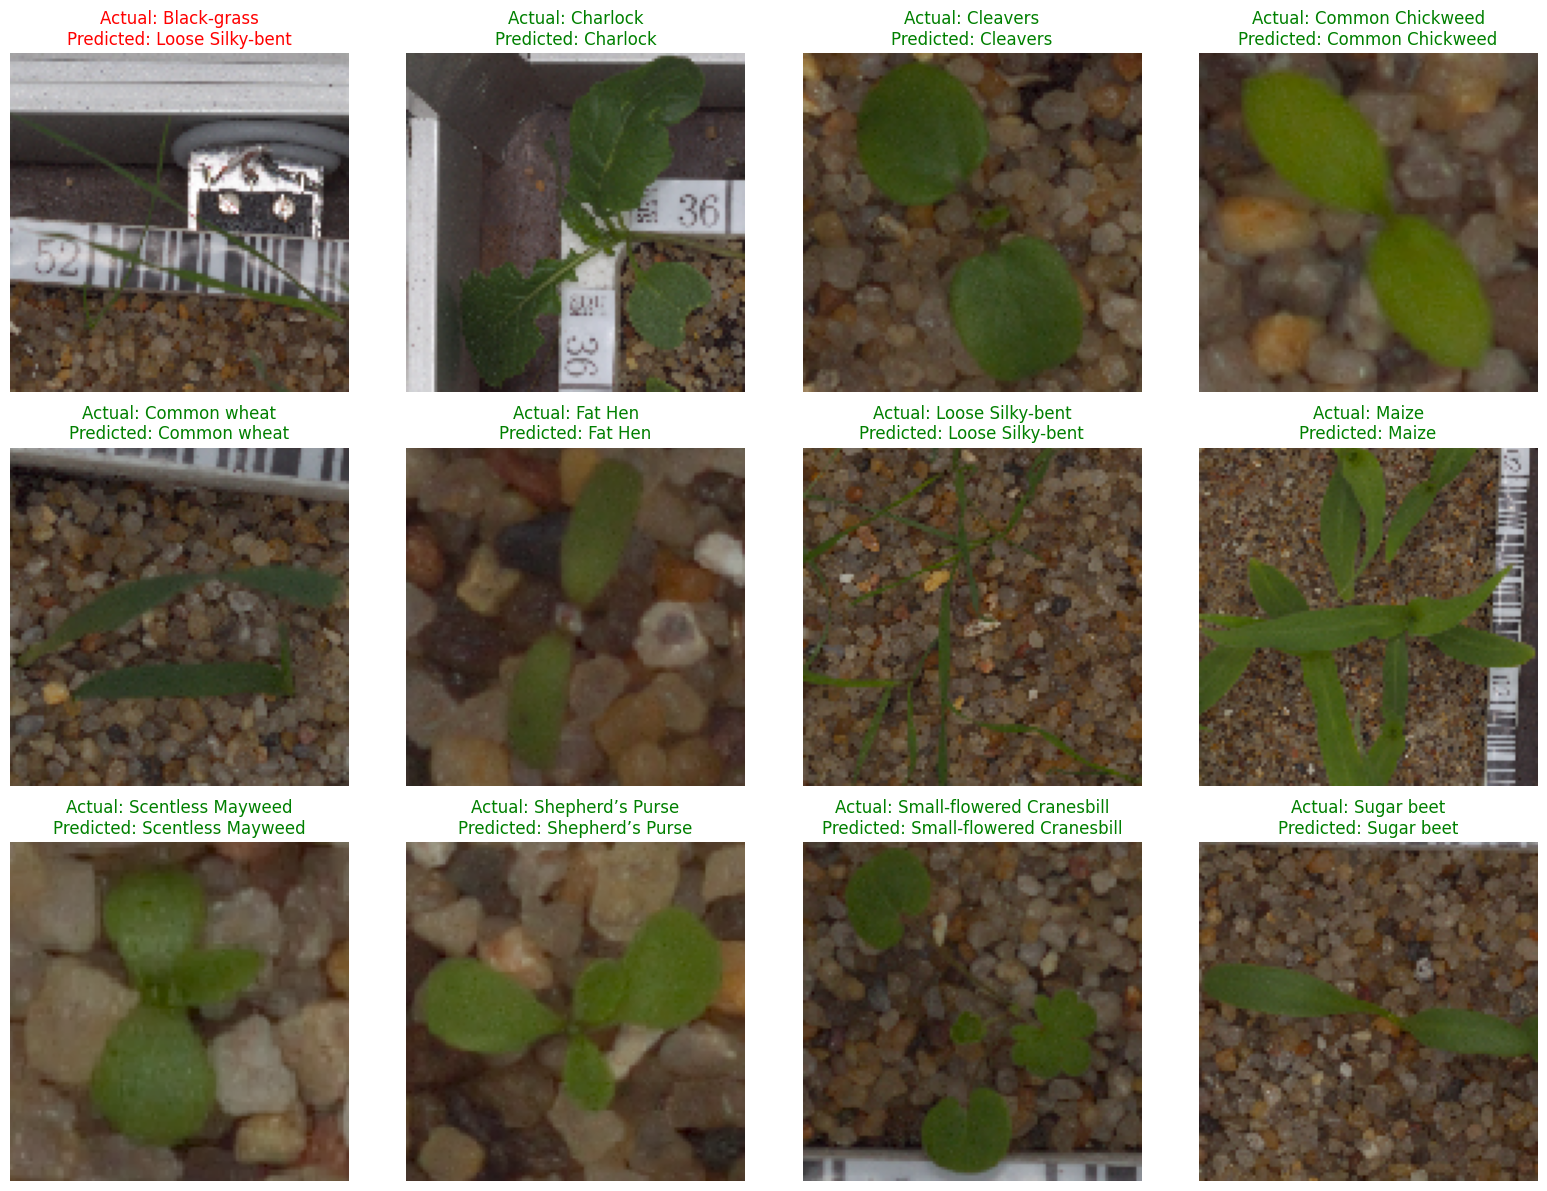 Actual: Black-grass
Predicted: Loose Silky-bent
Actual: Charlock
Predicted: Charlock
Actual: Cleavers
Predicted: Cleavers
Actual: Common Chickweed
Predicted: Common Chickweed
52
36
36
Actual: Common wheat
Predicted: Common wheat
Actual: Fat Hen
Predicted: Fat Hen
Actual: Loose Silky-bent
Predicted: Loose Silky-bent
Actual: Maize
Predicted: Maize
Actual: Scentless Mayweed
Predicted: Scentless Mayweed
Actual: Shepherd’s Purse
Predicted: Shepherd’s Purse
Actual: Small-flowered Cranesbill
Predicted: Small-flowered Cranesbill
Actual: Sugar beet
Predicted: Sugar beet